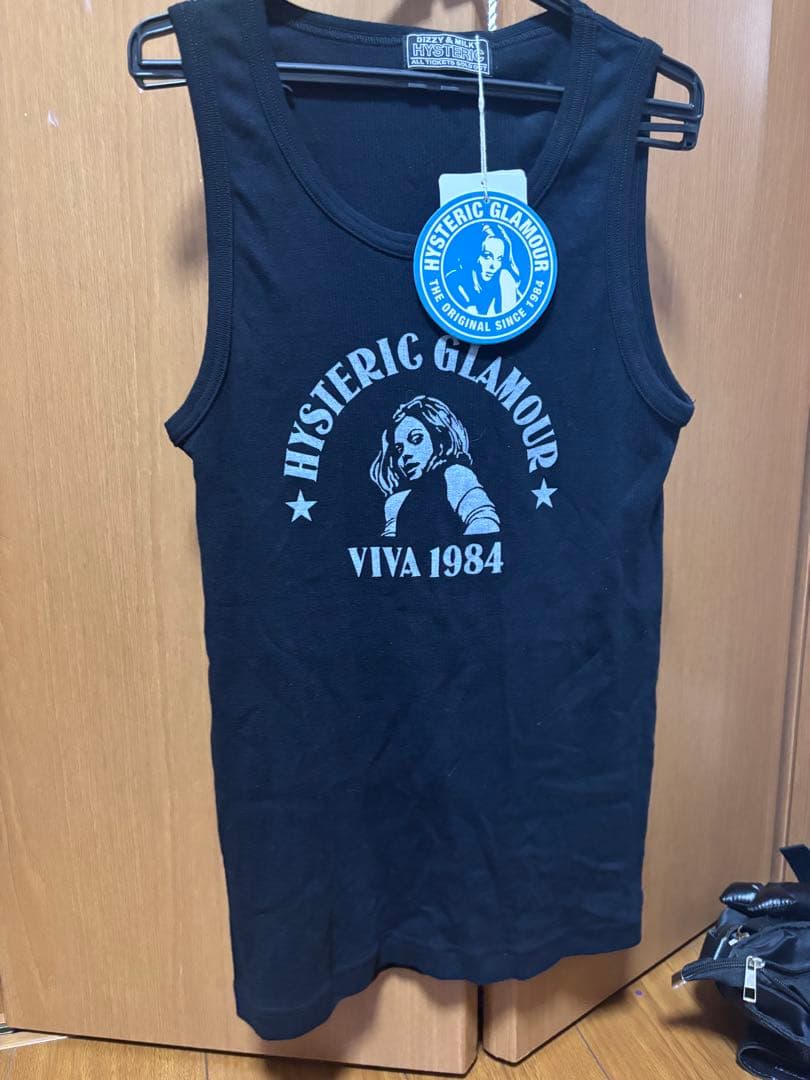 DIZZY & MILKY
HYSTERIC
ALL TICKETS SOLD OUT
HYSTERIC GLAMOUR
THE ORIGINAL SINCE 1984
HYSTERIC GLAMOUR
VIVA 1984